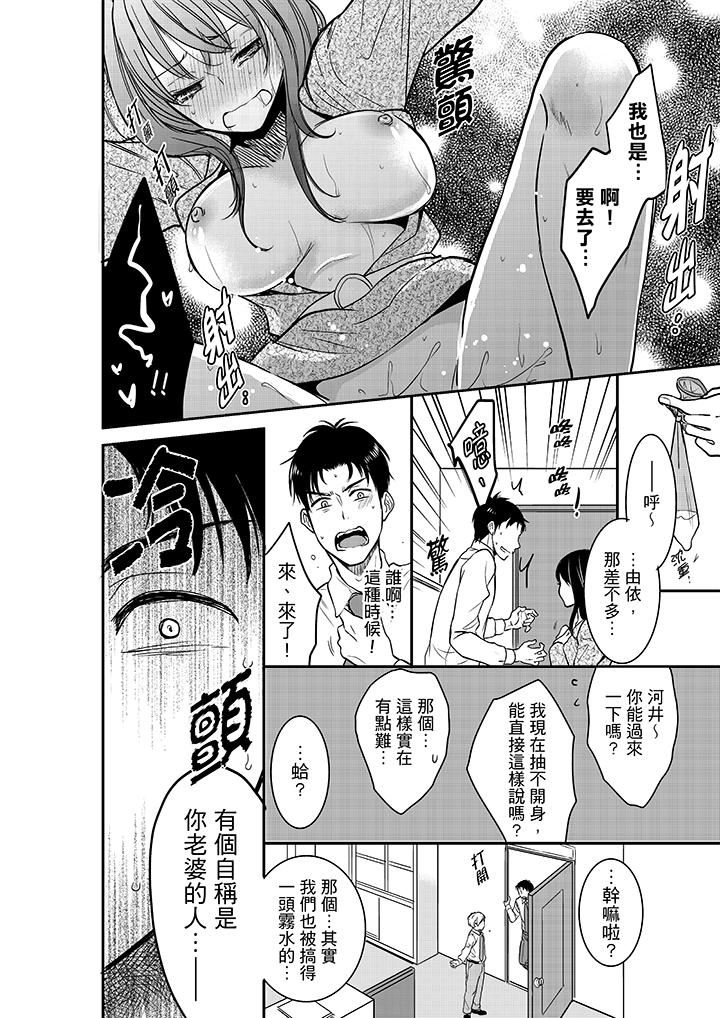 我也是…
啊！
要去了…
驚顫
打開
打開
射出…
射出…
!!
——呼～
…由依，
那差不多…
咚咚！
咚咚！
噫．
驚
誰啊…
這種時候！
來、來了！
河井～
你能過來
一下嗎？
我現在抽不開身，
能直接這樣說嗎？
那個…
這樣實在
有點難…
…蛤？
…幹嘛啦？
打開
那個…其實
我們也被搞得
一頭霧水的…
有個自稱是
你老婆的人…——
冷
顫